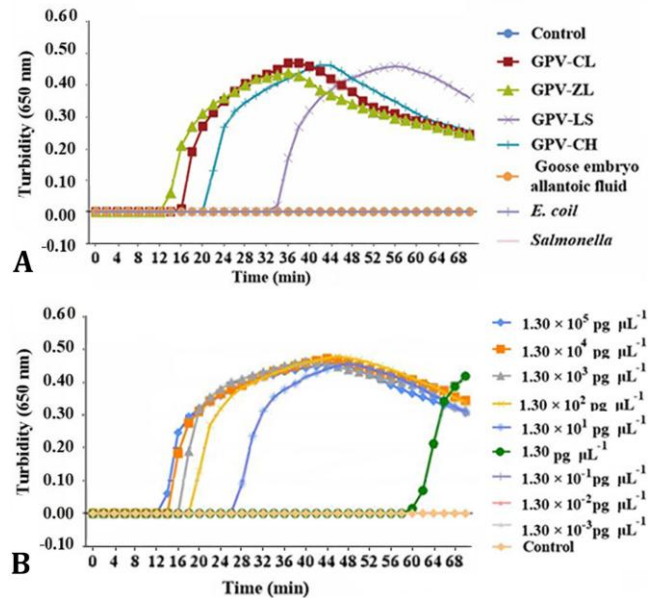 0.60
0.50
0.40
0.30
0.20
0.10
0.00
-0.10
Turbidity (650 nm)
0 4 8 12 16 20 24 28 32 36 40 44 48 52 56 60 64 68
Time (min)
A
Control
GPV-CL
GPV-ZL
GPV-LS
GPV-CH
Goose embryo
allantoic fluid
E. coil
Salmonella
0.60
0.50
0.40
0.30
0.20
0.10
0.00
-0.10
Turbidity (650 nm)
0 4 8 12 16 20 24 28 32 36 40 44 48 52 56 60 64 68
Time (min)
B
1.30 × 10⁵ pg μL⁻¹
1.30 × 10⁴ pg μL⁻¹
1.30 × 10³ pg μL⁻¹
1.30 × 10² pg μL⁻¹
1.30 × 10¹ pg μL⁻¹
1.30 pg μL⁻¹
1.30 × 10⁻¹ pg μL⁻¹
1.30 × 10⁻² pg μL⁻¹
1.30 × 10⁻³ pg μL⁻¹
Control